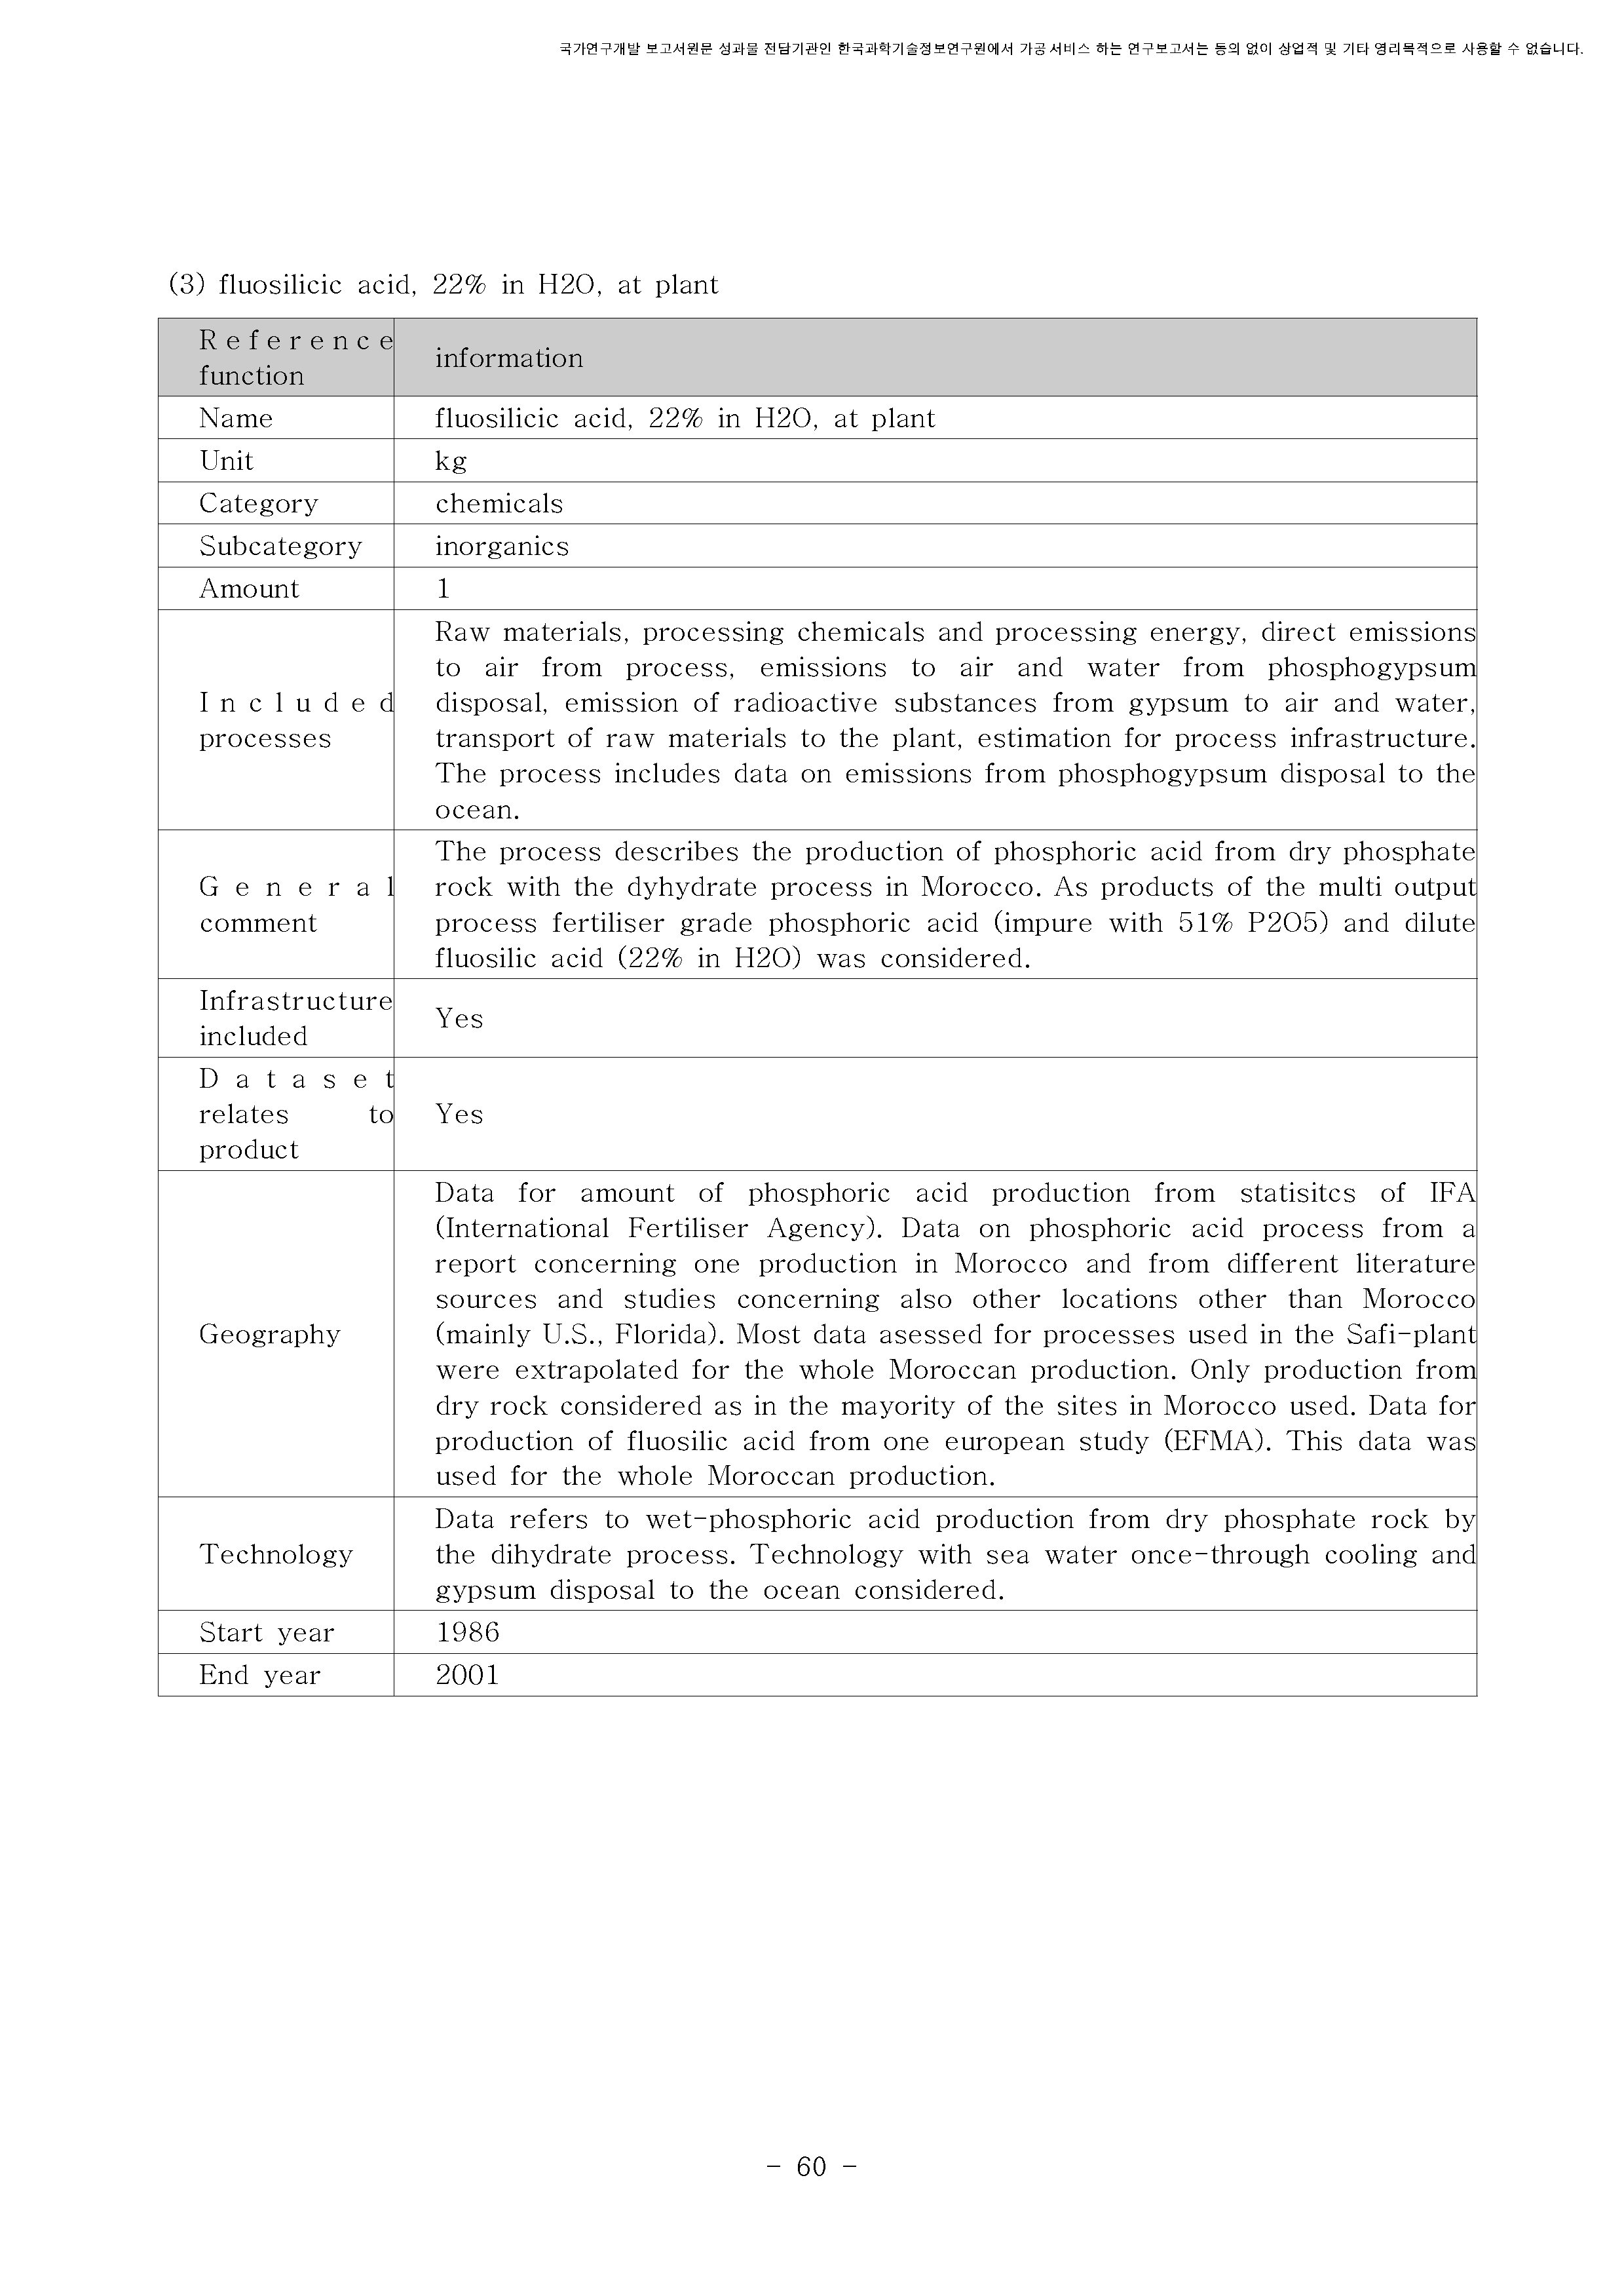 국가연구개발 보고서원문 성과물 전담기관인 한국과학기술정보연구원에서 가공·서비스 하는 연구보고서는 동의 없이 상업적 및 기타 영리목적으로 사용할 수 없습니다.
(3) fluosilicic acid, 22% in H2O, at plant
Reference
function
information
Name
fluosilicic acid, 22% in H2O, at plant
Unit
kg
Category
chemicals
Subcategory
inorganics
Amount
1
Included
processes
Raw materials, processing chemicals and processing energy, direct emissions
to air from process, emissions to air and water from phosphogypsum
disposal, emission of radioactive substances from gypsum to air and water,
transport of raw materials to the plant, estimation for process infrastructure.
The process includes data on emissions from phosphogypsum disposal to the
ocean.
General
comment
The process describes the production of phosphoric acid from dry phosphate
rock with the dyhydrate process in Morocco. As products of the multi output
process fertiliser grade phosphoric acid (impure with 51% P2O5) and dilute
fluosilic acid (22% in H2O) was considered.
Infrastructure
included
Yes
Dataset
relates to
product
Yes
Geography
Data for amount of phosphoric acid production from statisitcs of IFA
(International Fertiliser Agency). Data on phosphoric acid process from a
report concerning one production in Morocco and from different literature
sources and studies concerning also other locations other than Morocco
(mainly U.S., Florida). Most data asessed for processes used in the Safi-plant
were extrapolated for the whole Moroccan production. Only production from
dry rock considered as in the mayority of the sites in Morocco used. Data for
production of fluosilic acid from one european study (EFMA). This data was
used for the whole Moroccan production.
Technology
Data refers to wet-phosphoric acid production from dry phosphate rock by
the dihydrate process. Technology with sea water once-through cooling and
gypsum disposal to the ocean considered.
Start year
1986
End year
2001
- 60 -